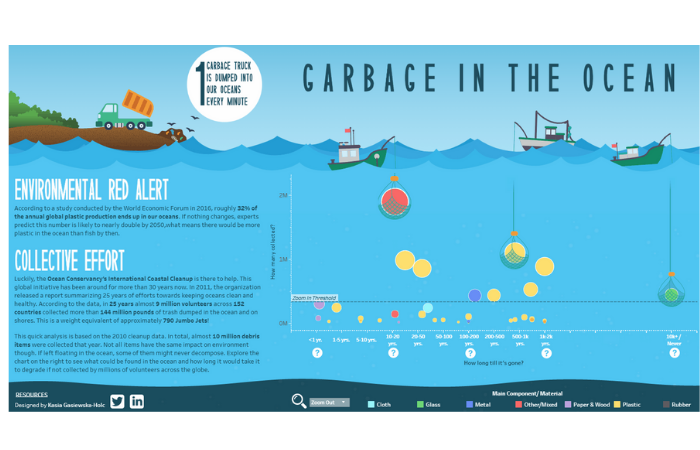 1 GARBAGE TRUCK
IS DUMPED INTO
OUR OCEANS
EVERY MINUTE
GARBAGE IN THE OCEAN
ENVIRONMENTAL RED ALERT
According to a study conducted by the World Economic Forum in 2016, roughly 32% of
the annual global plastic production ends up in our oceans. If nothing changes, experts
predict this number is likely to nearly double by 2050, what means there would be more
plastic in the ocean than fish by then.
COLLECTIVE EFFORT
Luckily, the Ocean Conservancy's International Coastal Cleanup is there to help. This
global initiative has been around for more than 30 years now. In 2011, the organization
released a report summarizing 25 years of efforts towards keeping oceans clean and
healthy. According to the data, in 25 years almost 9 million volunteers across 152
countries collected more than 144 million pounds of trash dumped in the ocean and on
shores. This is a weight equivalent of approximately 790 Jumbo Jets!
This quick analysis is based on the 2016 cleanup data. In total, almost 10 million debris
items were collected that year. Not all items have the same impact on environment
though. If left floating in the ocean, some of them might never decompose. Explore the
chart on the right to see what could be found in the ocean and how long it would take it
to degrade if not collected by millions of volunteers across the globe.
RESOURCES
Designed by Kasia Gasiewska-Holc
How many collected?
2M
1M
Zoom In Threshold
0M
<1 yr.
1-5 yrs.
5-10 yrs.
10-20 yrs.
20-50 yrs.
50-100 yrs.
100-200 yrs.
200-500 yrs.
500-1k yrs.
1k-2k yrs.
10k+ / Never
? ? ? ? ?
How long till it's gone?
Zoom Out
Main Component/ Material
Cloth
Glass
Metal
Other/Mixed
Paper & Wood
Plastic
Rubber